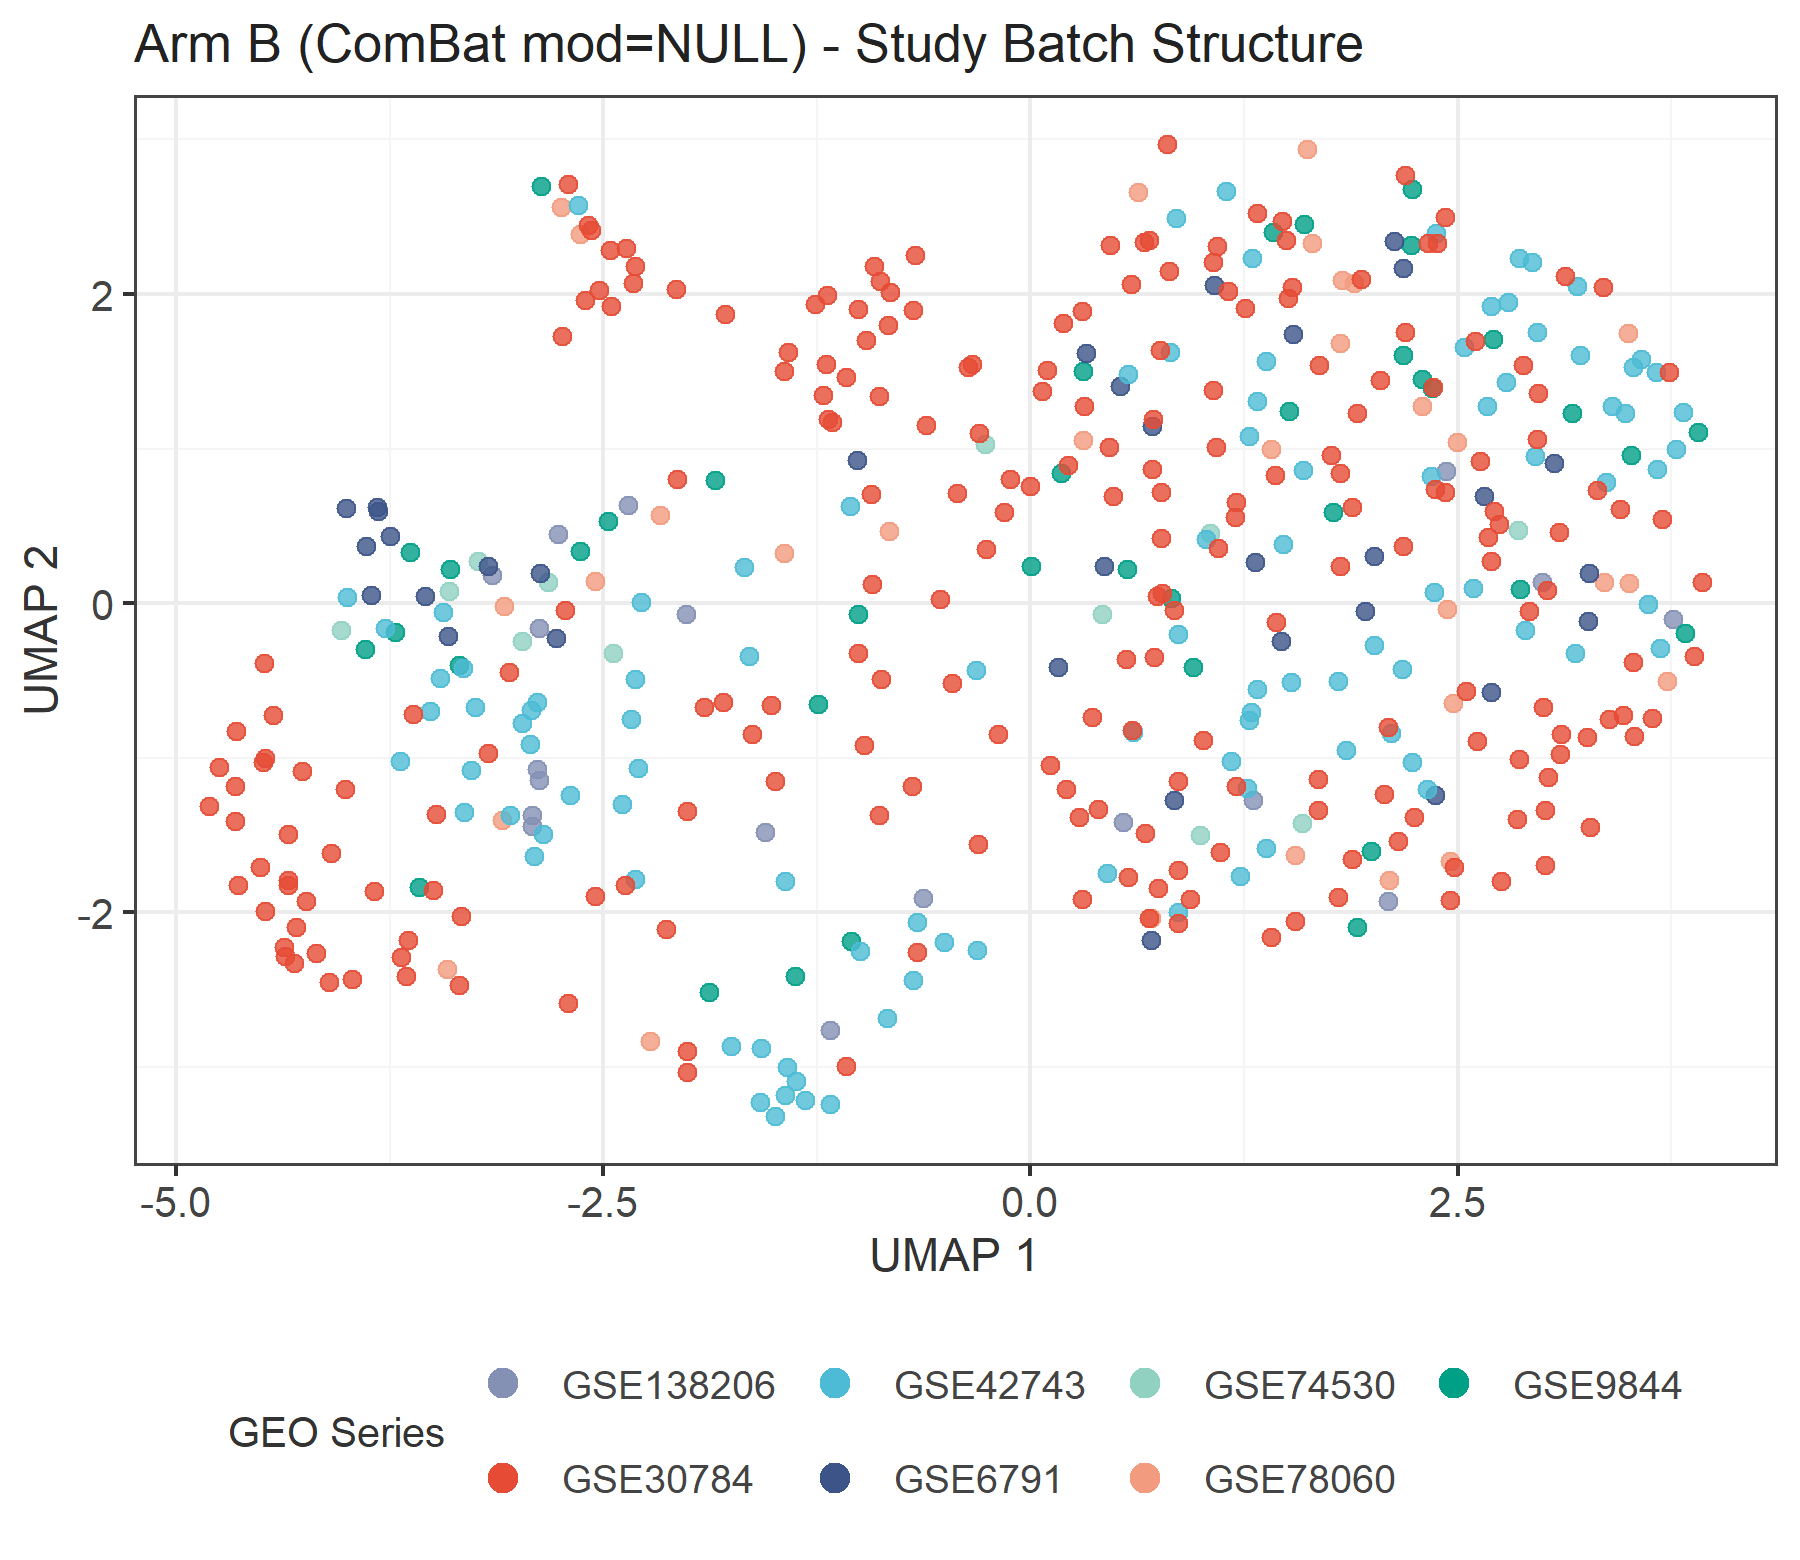 Arm B (ComBat mod=NULL) - Study Batch Structure
UMAP 2
2
0
-2
-5.0 -2.5 0.0 2.5
UMAP 1
GEO Series
GSE138206 GSE42743 GSE74530 GSE9844
GSE30784 GSE6791 GSE78060